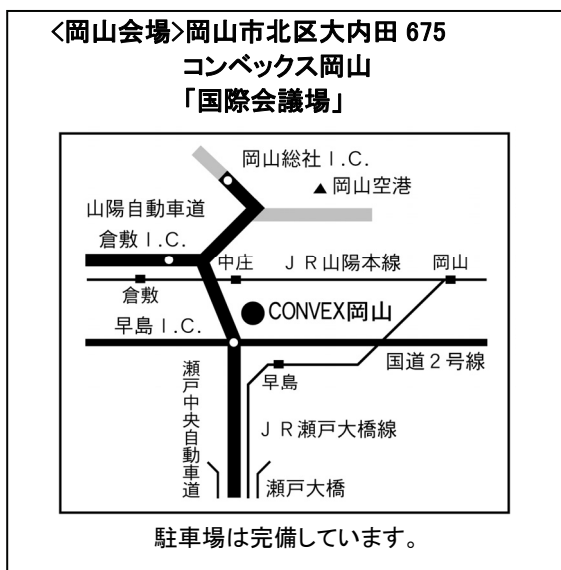 <岡山会場>岡山市北区大内田 675
コンベックス岡山
「国際会議場」
岡山総社 I.C.
▲岡山空港
山陽自動車道
倉敷 I.C.
中庄
JR山陽本線
岡山
倉敷
早島 I.C.
CONVEX岡山
国道2号線
早島
瀬戸中央自動車道
JR瀬戸大橋線
瀬戸大橋
駐車場は完備しています。